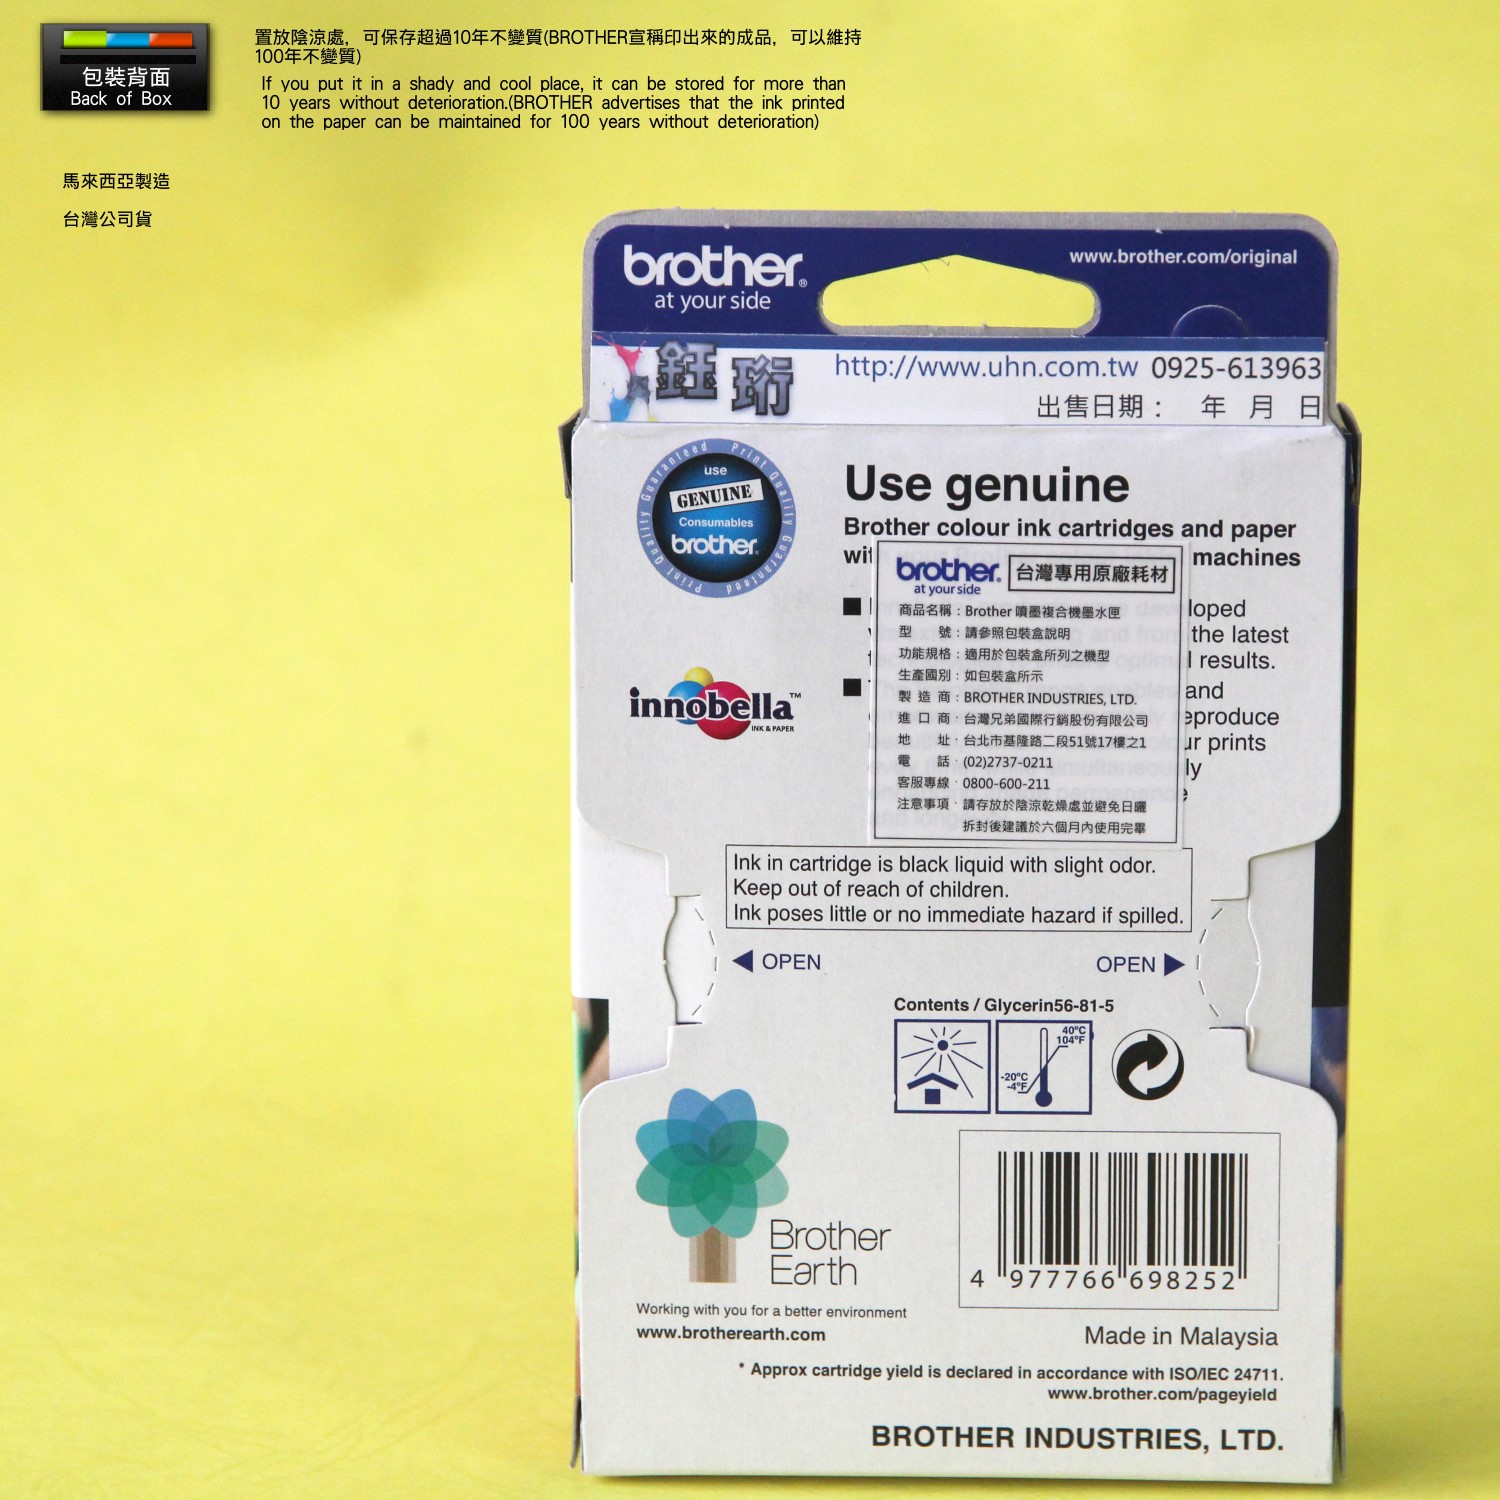 包裝背面
Back of Box
置放陰涼處，可保存超過10年不變質(BROTHER宣稱印出來的成品，可以維持
100年不變質)
If you put it in a shady and cool place, it can be stored for more than
10 years without deterioration.(BROTHER advertises that the ink printed
on the paper can be maintained for 100 years without deterioration)
馬來西亞製造
台灣公司貨
brother®
at your side
www.brother.com/original
鈺珩
http://www.uhn.com.tw 0925-613963
出售日期： 年 月 日
Print Quality Guaranteed Print Quality Guaranteed
use
GENUINE
Consumables
brother
Use genuine
Brother colour ink cartridges and paper
machines
loped
the latest
results.
and
eproduce
ur prints
ly
brother.
at your side
台灣專用原廠耗材
商品名稱：Brother 噴墨複合機墨水匣
型 號：請參照包裝盒說明
功能規格：適用於包裝盒所列之機型
生產國別：如包裝盒所示
製 造 商：BROTHER INDUSTRIES, LTD.
進 口 商：台灣兄弟國際行銷股份有限公司
地 址：台北市基隆路二段51號17樓之1
電 話：(02)2737-0211
客服專線：0800-600-211
注意事項：請存放於陰涼乾燥處並避免日曬
拆封後建議於六個月內使用完畢
innobella™
INK & PAPER
Ink in cartridge is black liquid with slight odor.
Keep out of reach of children.
Ink poses little or no immediate hazard if spilled.
◀ OPEN
OPEN ▶
Contents / Glycerin56-81-5
40°C
104°F
-20°C
-4°F
Brother
Earth
Working with you for a better environment
www.brotherearth.com
4 977766 698252
Made in Malaysia
* Approx cartridge yield is declared in accordance with ISO/IEC 24711.
www.brother.com/pageyield
BROTHER INDUSTRIES, LTD.